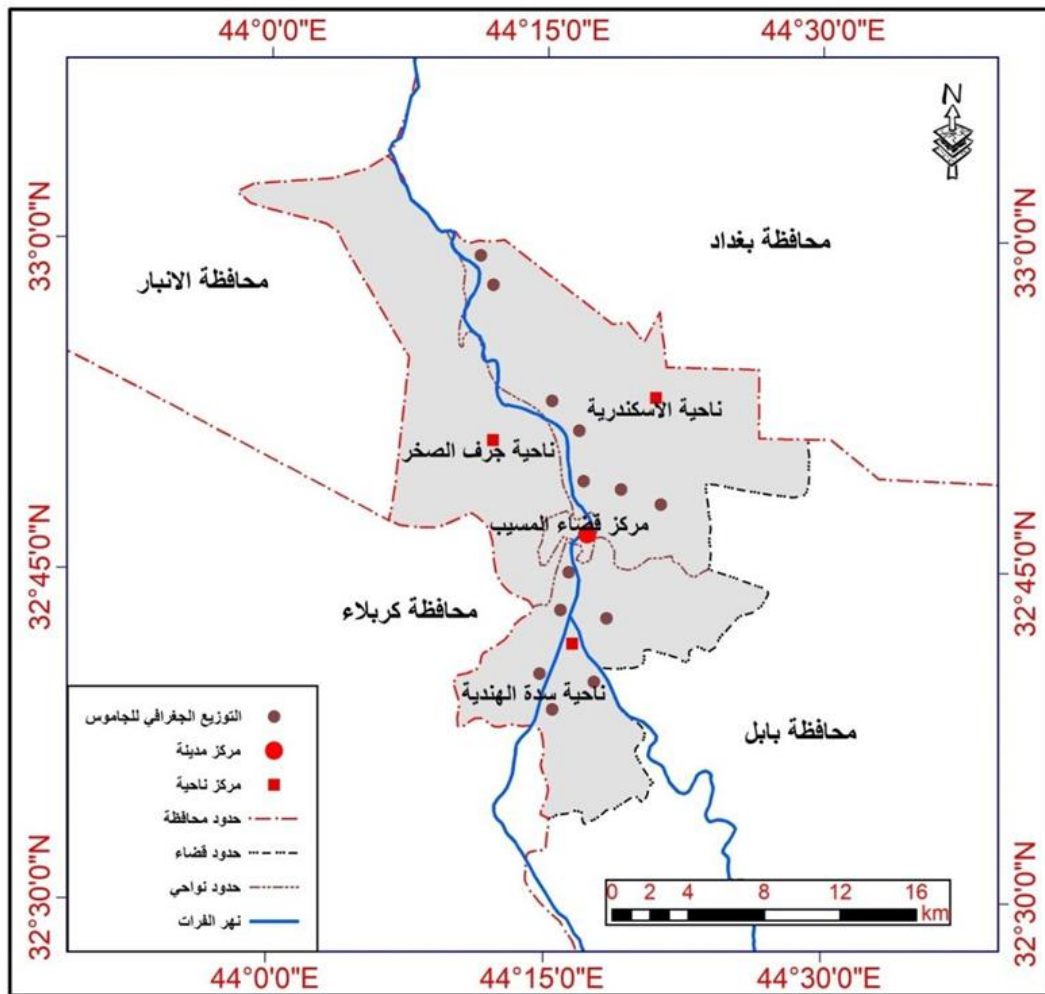 44°0'0"E
44°15'0"E
44°30'0"E
N
33°0'0"N
33°0'0"N
محافظة بغداد
محافظة الانبار
ناحية الاسكندرية
ناحية جرف الصخر
مركز قضاء المسيب
32°45'0"N
32°45'0"N
محافظة كربلاء
ناحية سدة الهندية
محافظة بابل
التوزيع الجغرافي للجاموس
مركز مدينة
مركز ناحية
حدود محافظة
حدود قضاء
حدود نواحي
نهر الفرات
0 2 4 8 12 16
km
32°30'0"N
32°30'0"N
44°0'0"E
44°15'0"E
44°30'0"E